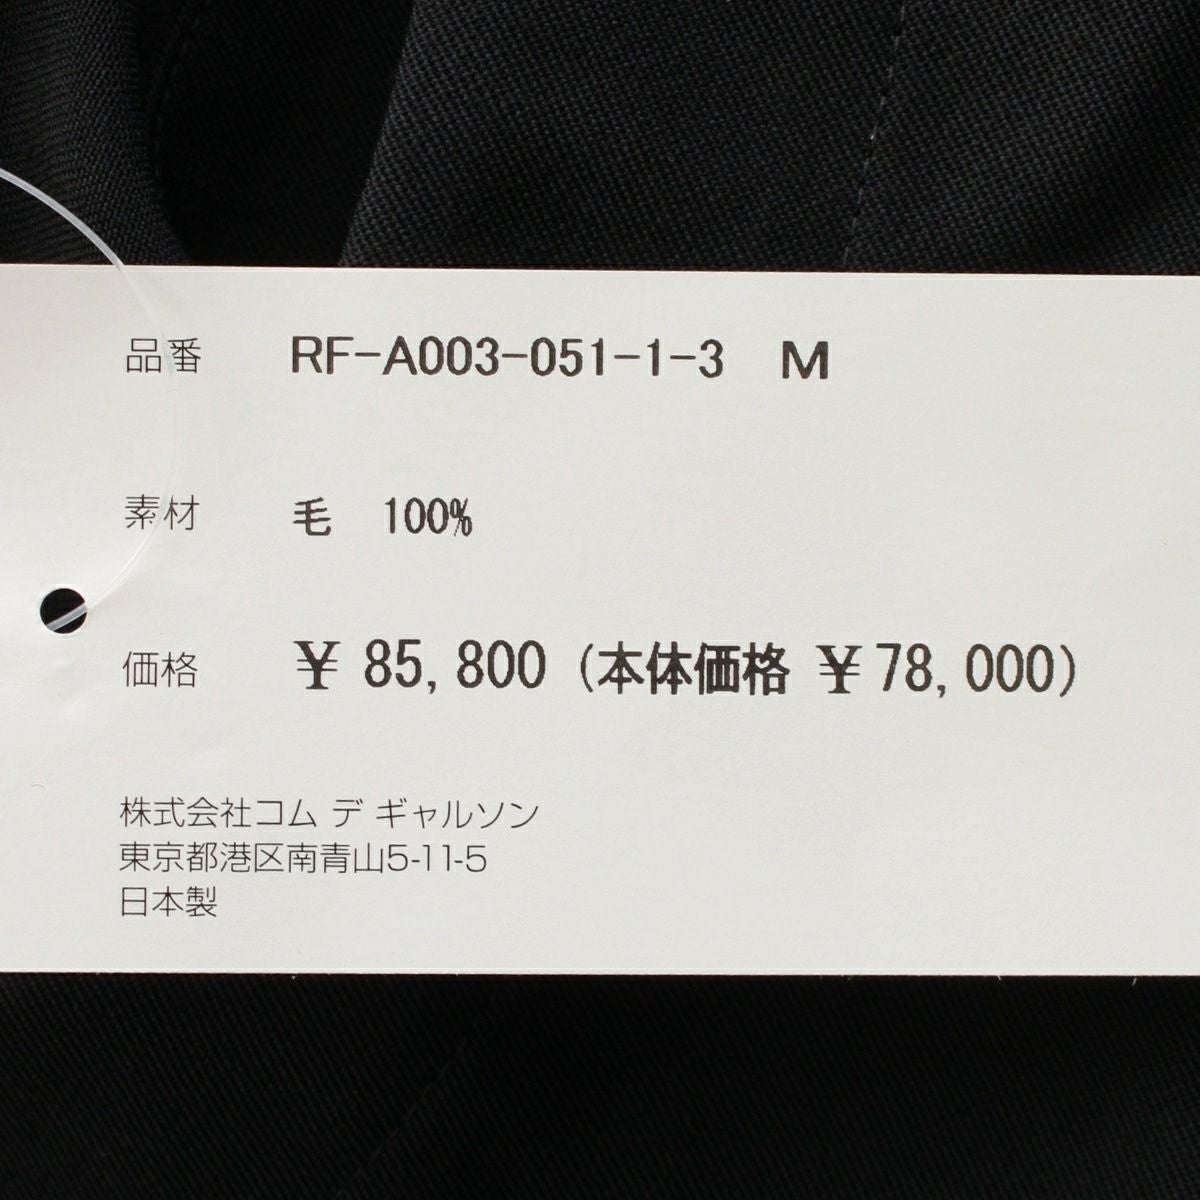 品番 RF-A003-051-1-3 M
素材 毛 100%
価格 ￥ 85,800 (本体価格 ￥78,000)
株式会社コム デ ギャルソン
東京都港区南青山5-11-5
日本製